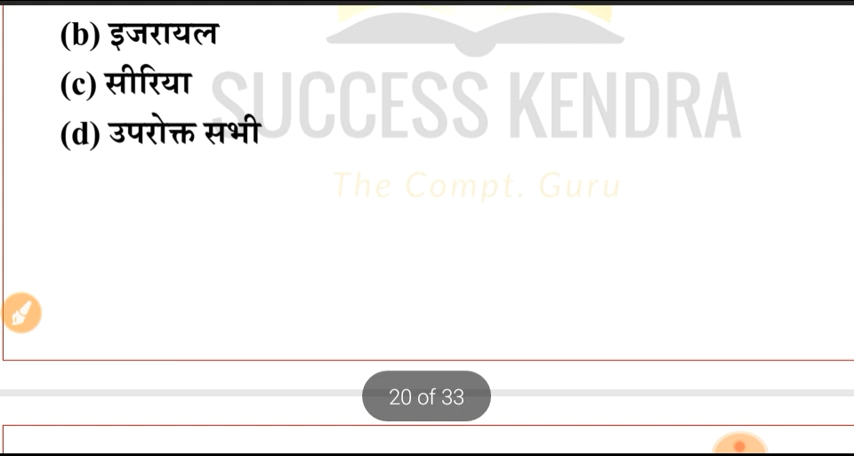 (b) इजरायल
(c) सीरिया
(d) उपरोक्त सभी
SUCCESS KENDRA
The Compt. Guru
20 of 33